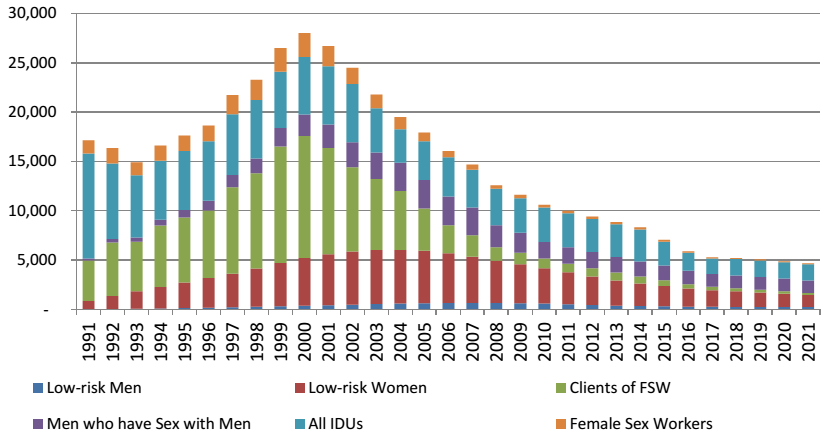 30,000
25,000
20,000
15,000
10,000
5,000
-
1991 1992 1993 1994 1995 1996 1997 1998 1999 2000 2001 2002 2003 2004 2005 2006 2007 2008 2009 2010 2011 2012 2013 2014 2015 2016 2017 2018 2019 2020 2021
Low-risk Men Low-risk Women Clients of FSW
Men who have Sex with Men All IDUs Female Sex Workers